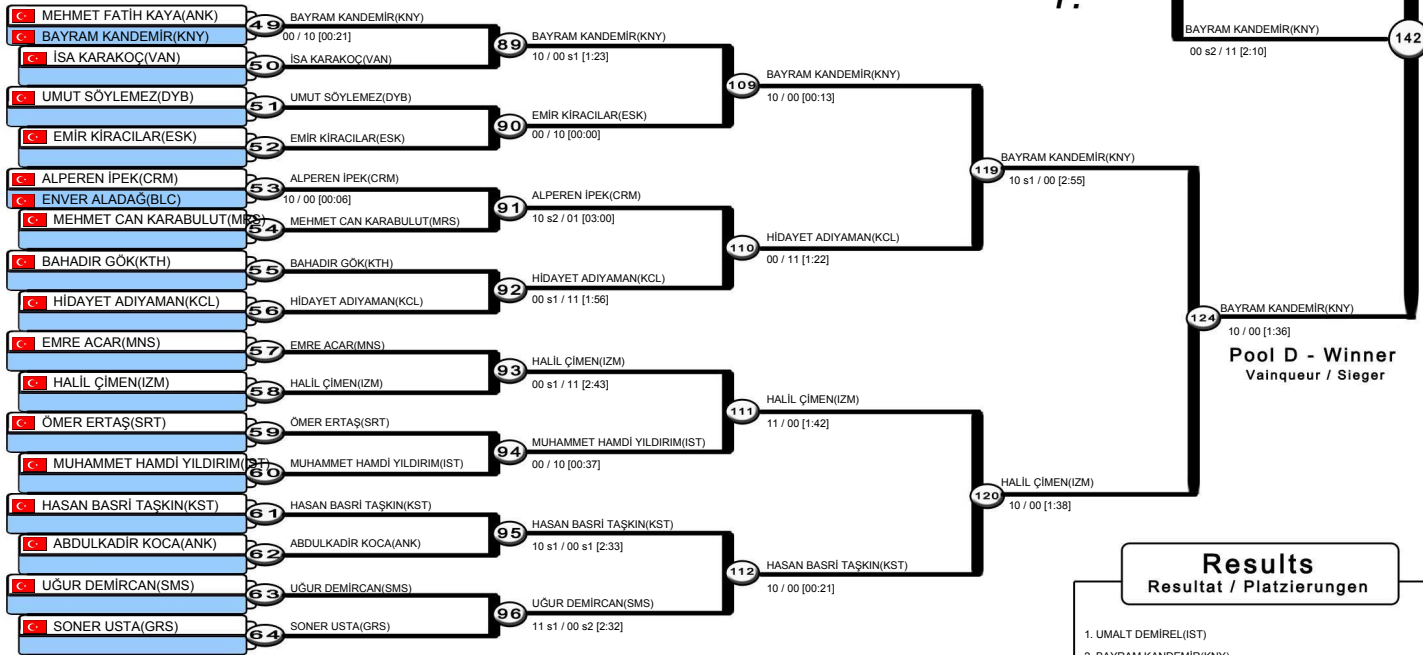 1.
MEHMET FATİH KAYA(ANK)
BAYRAM KANDEMİR(KNY)
49
BAYRAM KANDEMİR(KNY)
00 / 10 [00:21]
İSA KARAKOÇ(VAN)
50
İSA KARAKOÇ(VAN)
89
BAYRAM KANDEMİR(KNY)
10 / 00 s1 [1:23]
UMUT SÖYLEMEZ(DYB)
51
UMUT SÖYLEMEZ(DYB)
EMİR KİRACILAR(ESK)
52
EMİR KİRACILAR(ESK)
90
EMİR KİRACILAR(ESK)
00 / 10 [00:00]
109
BAYRAM KANDEMİR(KNY)
10 / 00 [00:13]
ALPEREN İPEK(CRM)
ENVER ALADAĞ(BLC)
53
ALPEREN İPEK(CRM)
10 / 00 [00:06]
MEHMET CAN KARABULUT(MRS)
54
MEHMET CAN KARABULUT(MRS)
91
ALPEREN İPEK(CRM)
10 s2 / 01 [03:00]
BAHADIR GÖK(KTH)
55
BAHADIR GÖK(KTH)
HİDAYET ADIYAMAN(KCL)
56
HİDAYET ADIYAMAN(KCL)
92
HİDAYET ADIYAMAN(KCL)
00 s1 / 11 [1:56]
110
HİDAYET ADIYAMAN(KCL)
00 / 11 [1:22]
119
BAYRAM KANDEMİR(KNY)
10 s1 / 00 [2:55]
EMRE ACAR(MNS)
57
EMRE ACAR(MNS)
HALİL ÇİMEN(IZM)
58
HALİL ÇİMEN(IZM)
93
HALİL ÇİMEN(IZM)
00 s1 / 11 [2:43]
ÖMER ERTAŞ(SRT)
59
ÖMER ERTAŞ(SRT)
MUHAMMET HAMDİ YILDIRIM(IST)
60
MUHAMMET HAMDİ YILDIRIM(IST)
94
MUHAMMET HAMDİ YILDIRIM(IST)
00 / 10 [00:37]
111
HALİL ÇİMEN(IZM)
11 / 00 [1:42]
HASAN BASRİ TAŞKIN(KST)
61
HASAN BASRİ TAŞKIN(KST)
ABDULKADİR KOCA(ANK)
62
ABDULKADİR KOCA(ANK)
95
HASAN BASRİ TAŞKIN(KST)
10 s1 / 00 s1 [2:33]
UĞUR DEMİRCAN(SMS)
63
UĞUR DEMİRCAN(SMS)
SONER USTA(GRS)
64
SONER USTA(GRS)
96
UĞUR DEMİRCAN(SMS)
11 s1 / 00 s2 [2:32]
112
HASAN BASRİ TAŞKIN(KST)
10 / 00 [00:21]
120
HALİL ÇİMEN(IZM)
10 / 00 [1:38]
124
BAYRAM KANDEMİR(KNY)
10 / 00 [1:36]
Pool D - Winner
Vainqueur / Sieger
BAYRAM KANDEMİR(KNY)
00 s2 / 11 [2:10]
142
Results
Resultat / Platzierungen
1. UMALT DEMİREL(IST)
2. BAYRAM KANDEMİR(KNY)